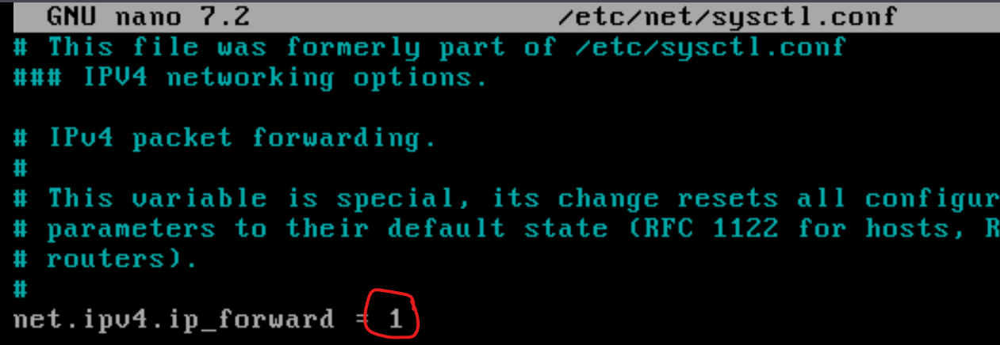 GNU nano 7.2 /etc/net/sysctl.conf
# This file was formerly part of /etc/sysctl.conf
### IPV4 networking options.
# IPv4 packet forwarding.
#
# This variable is special, its change resets all configur
# parameters to their default state (RFC 1122 for hosts, R
# routers).
#
net.ipv4.ip_forward = 1